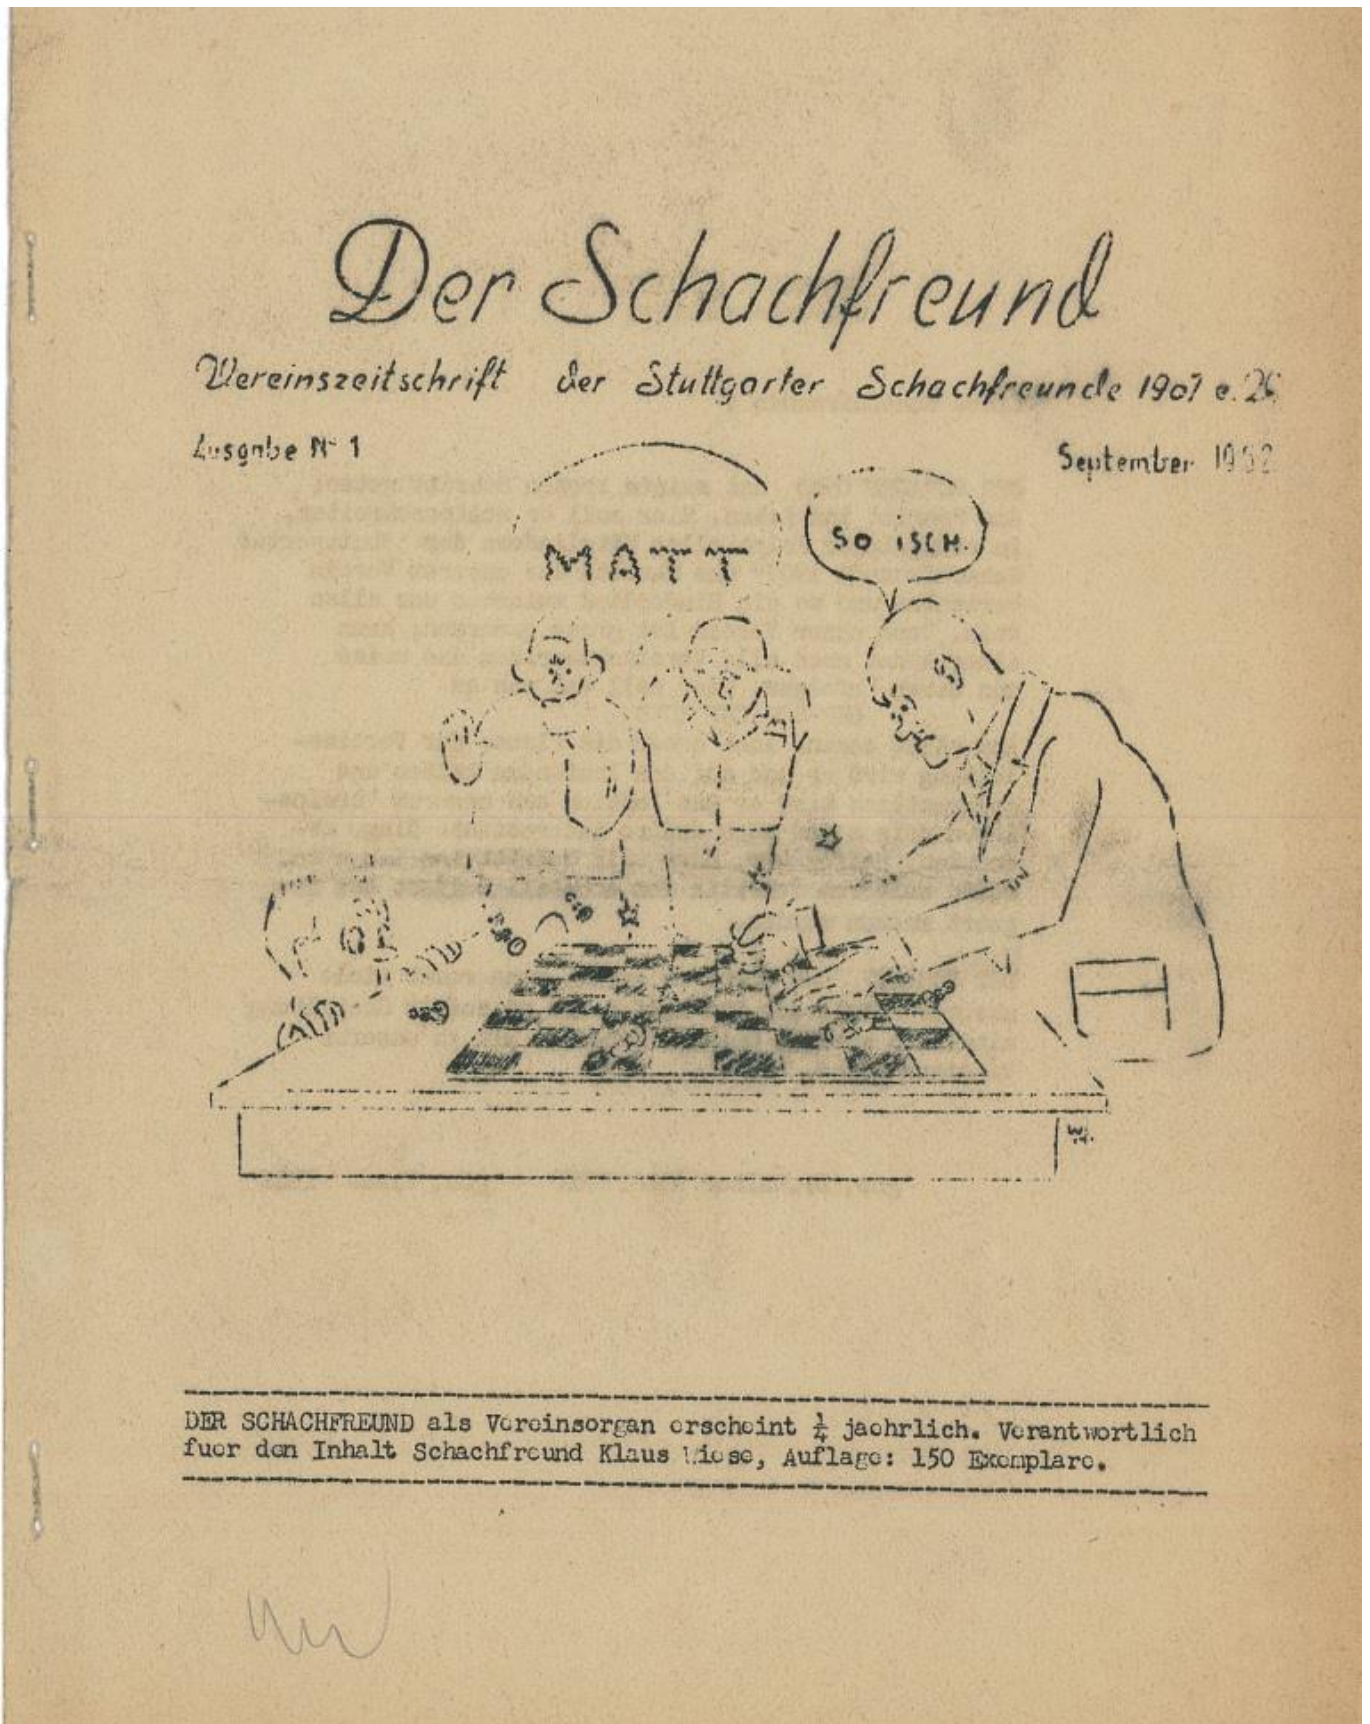 Der Schachfreund
Vereinszeitschrift der Stuttgarter Schachfreunde 1907 e.V.
Ausgabe No 1 September
MATT
SO ISCH.
W.
DER SCHACHFREUND als Vereinsorgan erscheint ¼ jaehrlich. Verantwortlich
fuer den Inhalt Schachfreund Klaus Wiese, Auflage: 150 Exemplare.